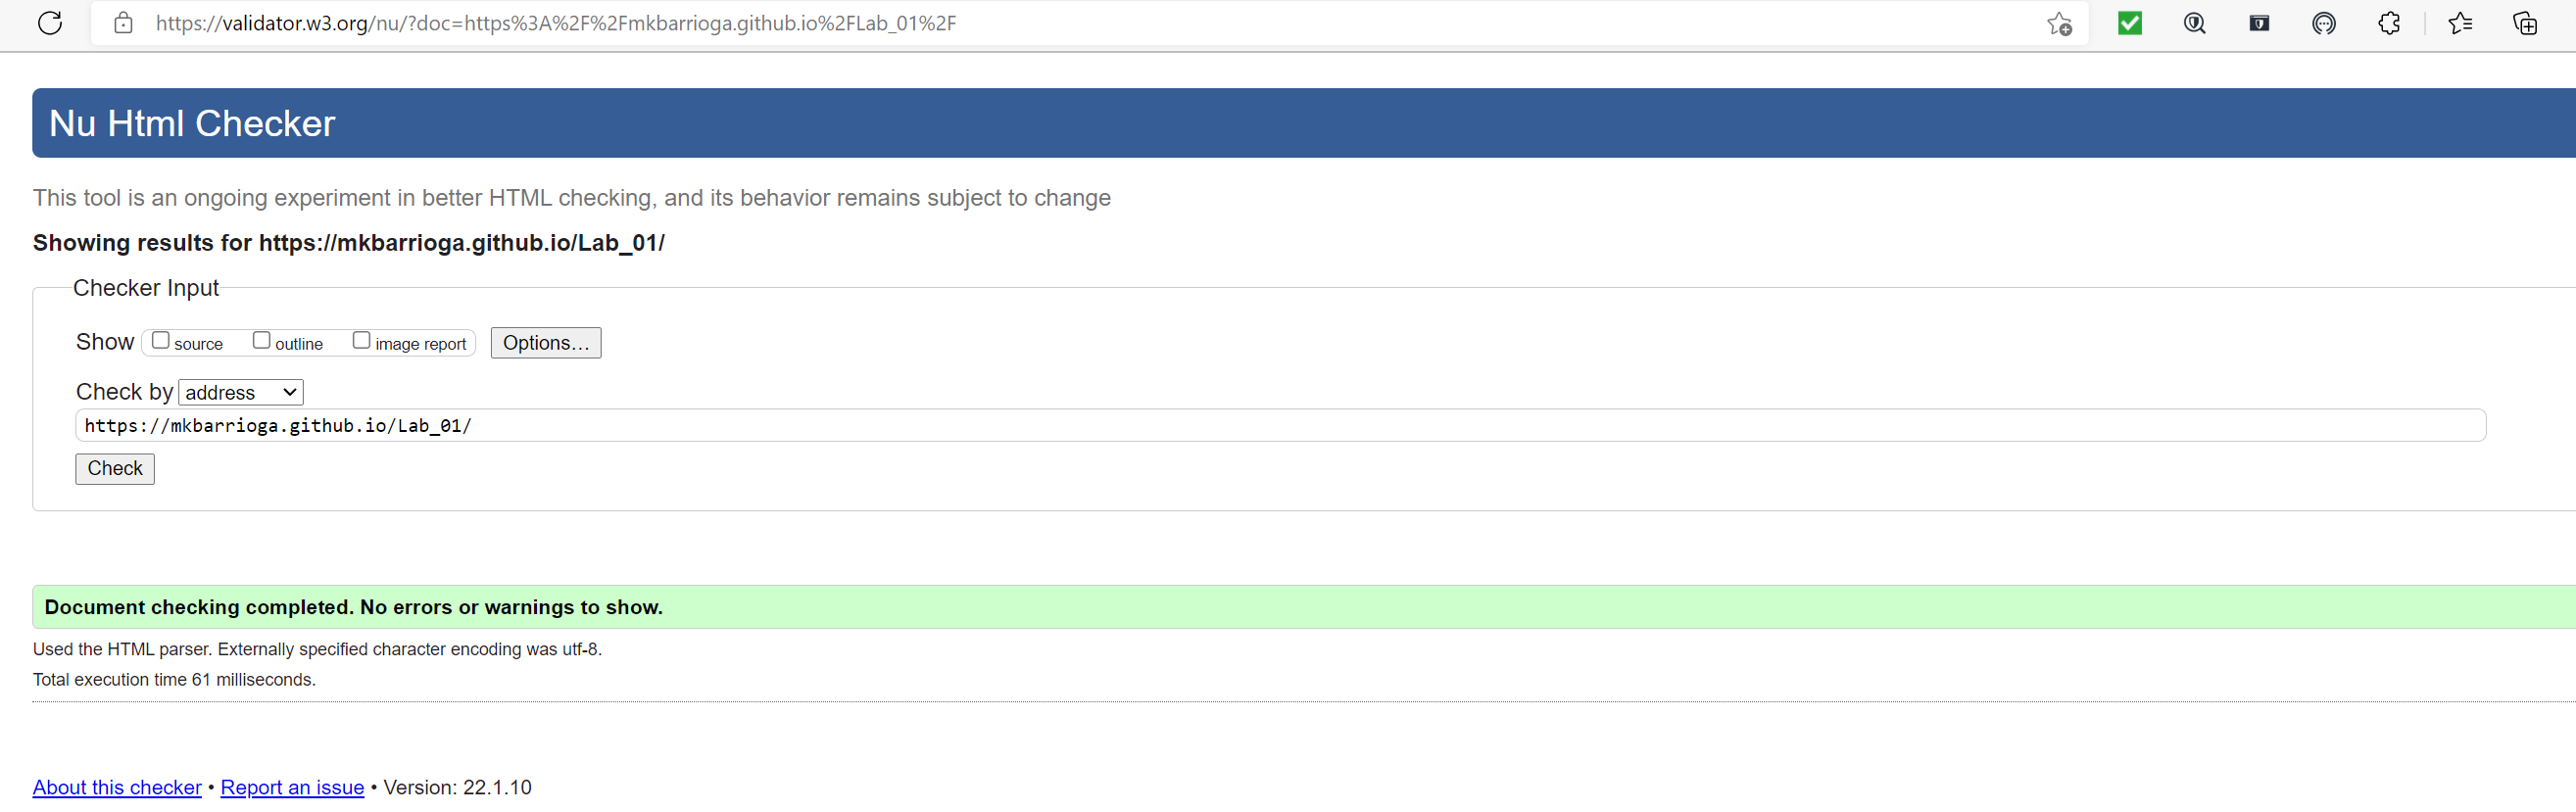 https://validator.w3.org/nu/?doc=https%3A%2F%2Fmkbarrioga.github.io%2FLab_01%2F
Nu Html Checker
This tool is an ongoing experiment in better HTML checking, and its behavior remains subject to change
Showing results for https://mkbarrioga.github.io/Lab_01/
Checker Input
Show source outline image report Options...
Check by address
https://mkbarrioga.github.io/Lab_01/
Check
Document checking completed. No errors or warnings to show.
Used the HTML parser. Externally specified character encoding was utf-8.
Total execution time 61 milliseconds.
About this checker • Report an issue • Version: 22.1.10